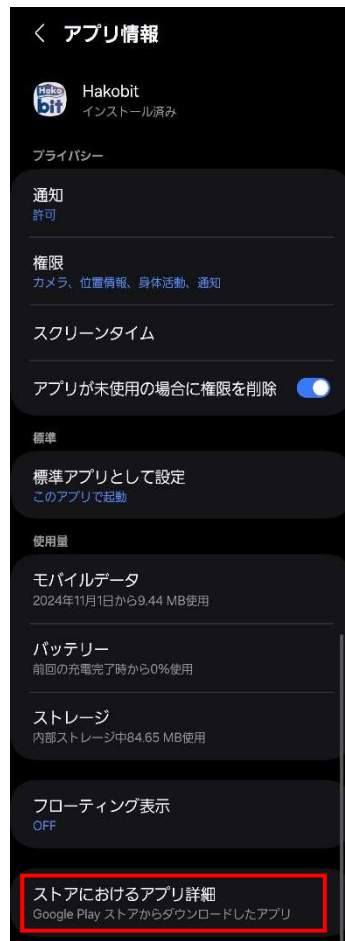 アプリ情報
Hako
bit
Hakobit
インストール済み
プライバシー
通知
許可
権限
カメラ、位置情報、身体活動、通知
スクリーンタイム
アプリが未使用の場合に権限を削除
標準
標準アプリとして設定
このアプリで起動
使用量
モバイルデータ
2024年11月1日から9.44 MB使用
バッテリー
前回の充電完了時から0%使用
ストレージ
内部ストレージ中84.65 MB使用
フローティング表示
OFF
ストアにおけるアプリ詳細
Google Play ストアからダウンロードしたアプリ